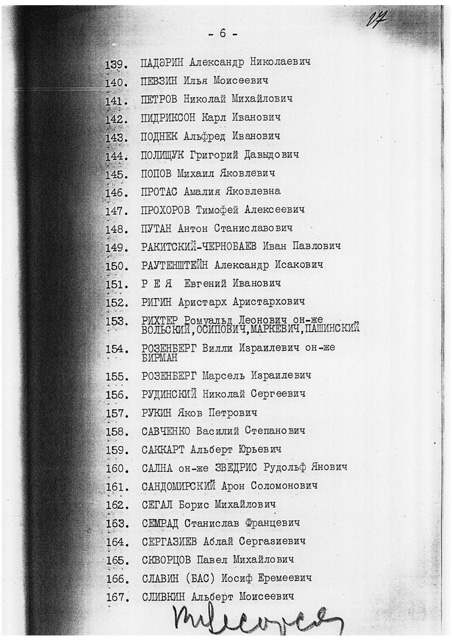 - 6 -
27
139. ПАДЭРИН Александр Николаевич
140. ПЕВЗИН Илья Моисеевич
141. ПЕТРОВ Николай Михайлович
142. ПИДРИКСОН Карл Иванович
143. ПОДНЕК Альфред Иванович
144. ПОЛИЩУК Григорий Давыдович
145. ПОПОВ Михаил Яковлевич
146. ПРОТАС Амалия Яковлевна
147. ПРОХОРОВ Тимофей Алексеевич
148. ПУТАН Антон Станиславович
149. РАКИТСКИЙ-ЧЕРНОБАЕВ Иван Павлович
150. РАУТЕНШТЕЙН Александр Исакович
151. Р Е Я Евгений Иванович
152. РИГИН Аристарх Аристархович
153. РИХТЕР Ромуальд Леонович он-же
ВОЛЬСКИЙ,ОСИПОВИЧ,МАРКЕВИЧ,ПАШИНСКИЙ
154. РОЗЕНБЕРГ Вилли Израилевич он-же
БИРМАН
155. РОЗЕНБЕРГ Марсель Израилевич
156. РУДИНСКИЙ Николай Сергеевич
157. РУКИН Яков Петрович
158. САВЧЕНКО Василий Степанович
159. САККАРТ Альберт Юрьевич
160. САЛНА он-же ЗВЕДРИС Рудольф Янович
161. САНДОМИРСКИЙ Арон Соломонович
162. СЕГАЛ Борис Михайлович
163. СЕМРАД Станислав Францевич
164. СЕРГАЗИЕВ Аблай Сергазиевич
165. СКВОРЦОВ Павел Михайлович
166. СЛАВИН (БАС) Иосиф Еремеевич
167. СЛИВКИН Альберт Моисеевич